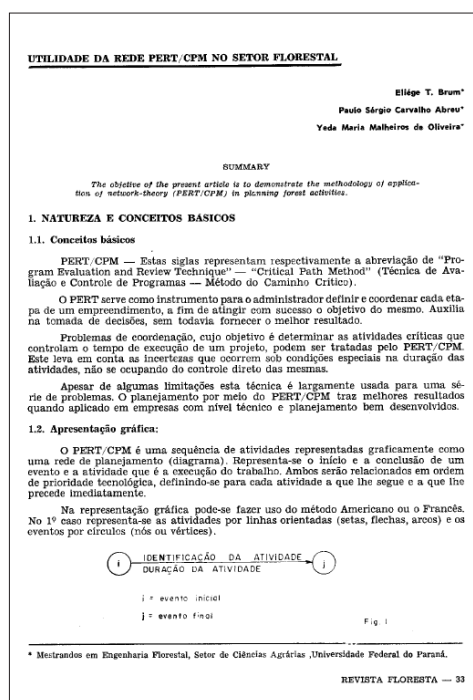 UTILIDADE DA REDE PERT/CPM NO SETOR FLORESTAL
Eliége T. Brum*
Paulo Sérgio Carvalho Abreu*
Yeda Maria Malheiros de Oliveira*
SUMMARY
The objetive of the present article is to demonstrate the methodology of applica-
tion of network-theory (PERT/CPM) in planning forest activities.
1. NATUREZA E CONCEITOS BÁSICOS
1.1. Conceitos básicos
PERT/CPM — Estas siglas representam respectivamente a abreviação de "Pro-
gram Evaluation and Review Technique" — "Critical Path Method" (Técnica de Ava-
liação e Controle de Programas — Método do Caminho Crítico).
O PERT serve como instrumento para o administrador definir e coordenar cada eta-
pa de um empreendimento, a fim de atingir com sucesso o objetivo do mesmo. Auxilia
na tomada de decisões, sem todavia fornecer o melhor resultado.
Problemas de coordenação, cujo objetivo é determinar as atividades críticas que
controlam o tempo de execução de um projeto, podem ser tratadas pelo PERT/CPM.
Este leva em conta as incertezas que ocorrem sob condições especiais na duração das
atividades, não se ocupando do controle direto das mesmas.
Apesar de algumas limitações esta técnica é largamente usada para uma sé-
rie de problemas. O planejamento por meio do PERT/CPM traz melhores resultados
quando aplicado em empresas com nível técnico e planejamento bem desenvolvidos.
1.2. Apresentação gráfica:
O PERT/CPM é uma sequência de atividades representadas graficamente como
uma rede de planejamento (diagrama). Representa-se o início e a conclusão de um
evento e a atividade que é a execução do trabalho. Ambos serão relacionados em ordem
de prioridade tecnológica, definindo-se para cada atividade a que lhe segue e a que lhe
precede imediatamente.
Na representação gráfica pode-se fazer uso do método Americano ou o Francês.
No 1º caso representa-se as atividades por linhas orientadas (setas, flechas, arcos) e os
eventos por círculos (nós ou vértices).
i IDENTIFICAÇÃO DA ATIVIDADE j
DURAÇÃO DA ATIVIDADE
i = evento inicial
j = evento final
Fig. 1
* Mestrandos em Engenharia Florestal, Setor de Ciências Agrárias ,Universidade Federal do Paraná.
REVISTA FLORESTA — 33